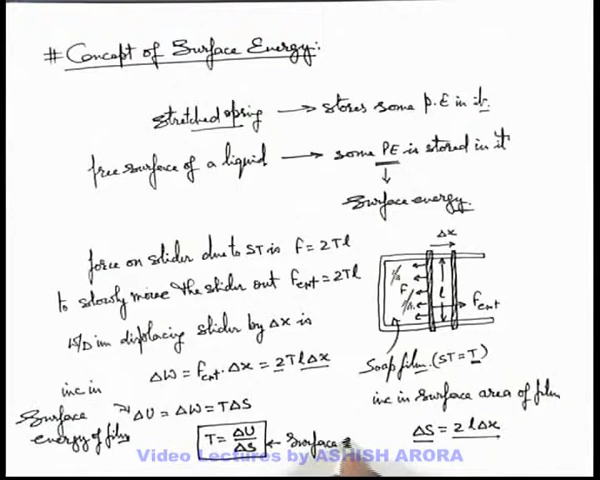 # Concept of Surface Energy:
stretched spring → stores some P.E in it.
free surface of a liquid → some PE is stored in it
↓
Surface energy.
force on slider due to ST is F = 2Tl
to slowly move the slider out Fext = 2Tl
W/D in displacing slider by Δx is
ΔW = Fext · Δx = 2TlΔx
inc in
Surface
energy of film
⇒ ΔU = ΔW = TΔS
T = ΔU/ΔS ← Surface
Δx
F
l
Fext
Soap film. (ST = T)
inc in surface area of film
ΔS = 2lΔx
Video Lectures by ASHISH ARORA